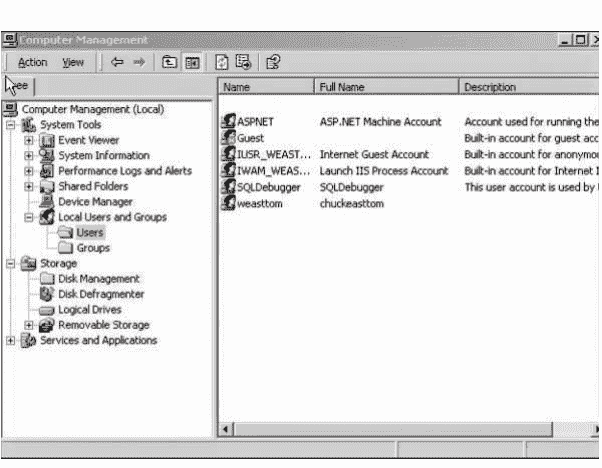 Computer Management
Action View
ee
Name Full Name Description
Computer Management (Local)
System Tools
Event Viewer
System Information
Performance Logs and Alerts
Shared Folders
Device Manager
Local Users and Groups
Users
Groups
Storage
Disk Management
Disk Defragmenter
Logical Drives
Removable Storage
Services and Applications
ASPNET ASP.NET Machine Account Account used for running the
Guest Built-in account for guest acc
IUSR_WEAST... Internet Guest Account Built-in account for anonymo
IWAM_WEAS... Launch IIS Process Account Built-in account for Internet I
SQLDebugger SQLDebugger This user account is used by
weasttom chuckeasttom